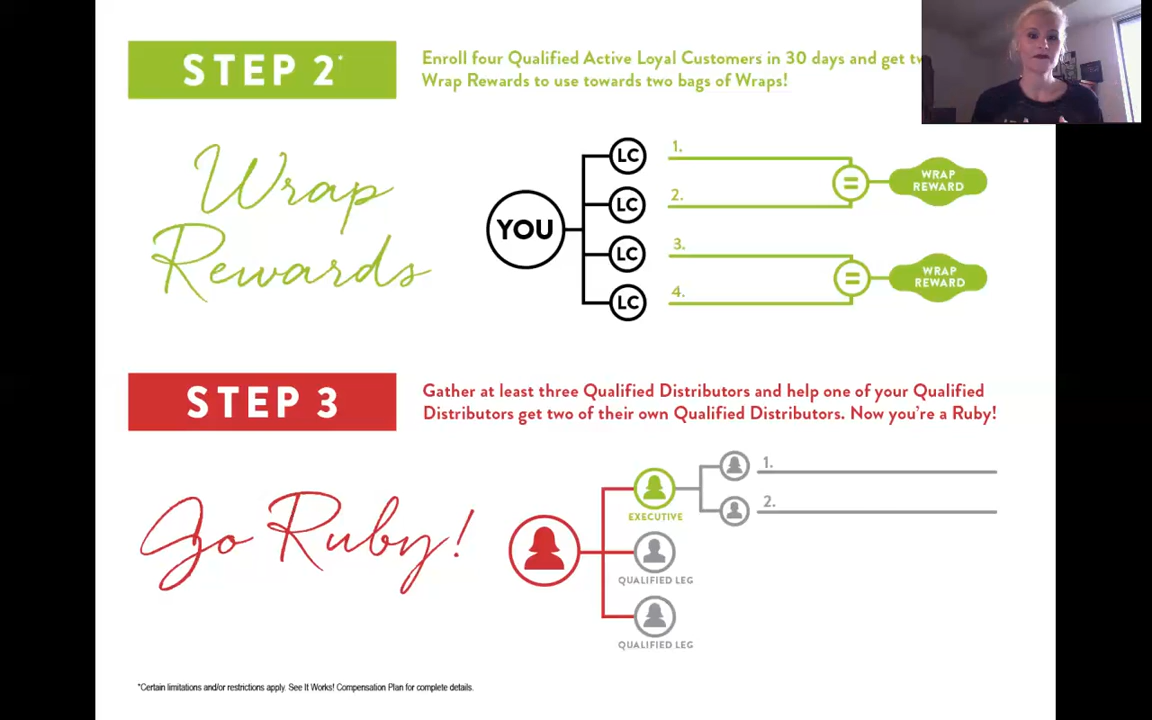 STEP 2*
Enroll four Qualified Active Loyal Customers in 30 days and get
Wrap Rewards to use towards two bags of Wraps!
Wrap
Rewards
YOU
LC
1.
LC
2.
LC
3.
LC
4.
=
WRAP
REWARD
=
WRAP
REWARD
STEP 3
Gather at least three Qualified Distributors and help one of your Qualified
Distributors get two of their own Qualified Distributors. Now you're a Ruby!
Go Ruby!
EXECUTIVE
1.
2.
QUALIFIED LEG
QUALIFIED LEG
*Certain limitations and/or restrictions apply. See It Works! Compensation Plan for complete details.